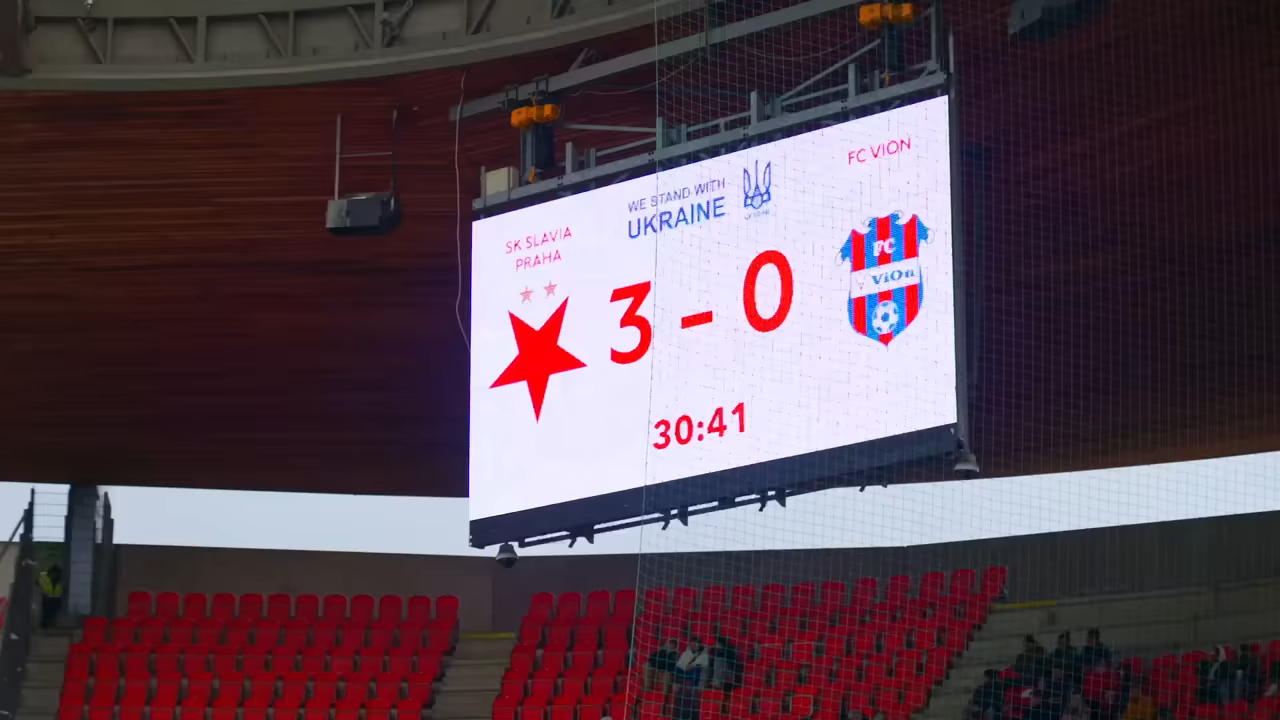 WE STAND WITH
UKRAINE
SK SLAVIA
PRAHA
3 - 0
30:41
FC VION
FC
ViOn